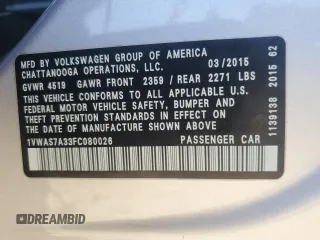 MFD BY VOLKSWAGEN GROUP OF AMERICA
CHATTANOOGA OPERATIONS, LLC. 03/2015
GVWR 4519 GAWR FRONT 2359 / REAR 2271 LBS
THIS VEHICLE CONFORMS TO ALL APPLICABLE U.S.
FEDERAL MOTOR VEHICLE SAFETY, BUMPER AND
THEFT PREVENTION STANDARDS IN EFFECT ON THE
DATE OF MANUFACTURE SHOWN ABOVE.
1VWAS7A33FC080026 PASSENGER CAR
1139138 2015 62
AUTOBIDMASTER